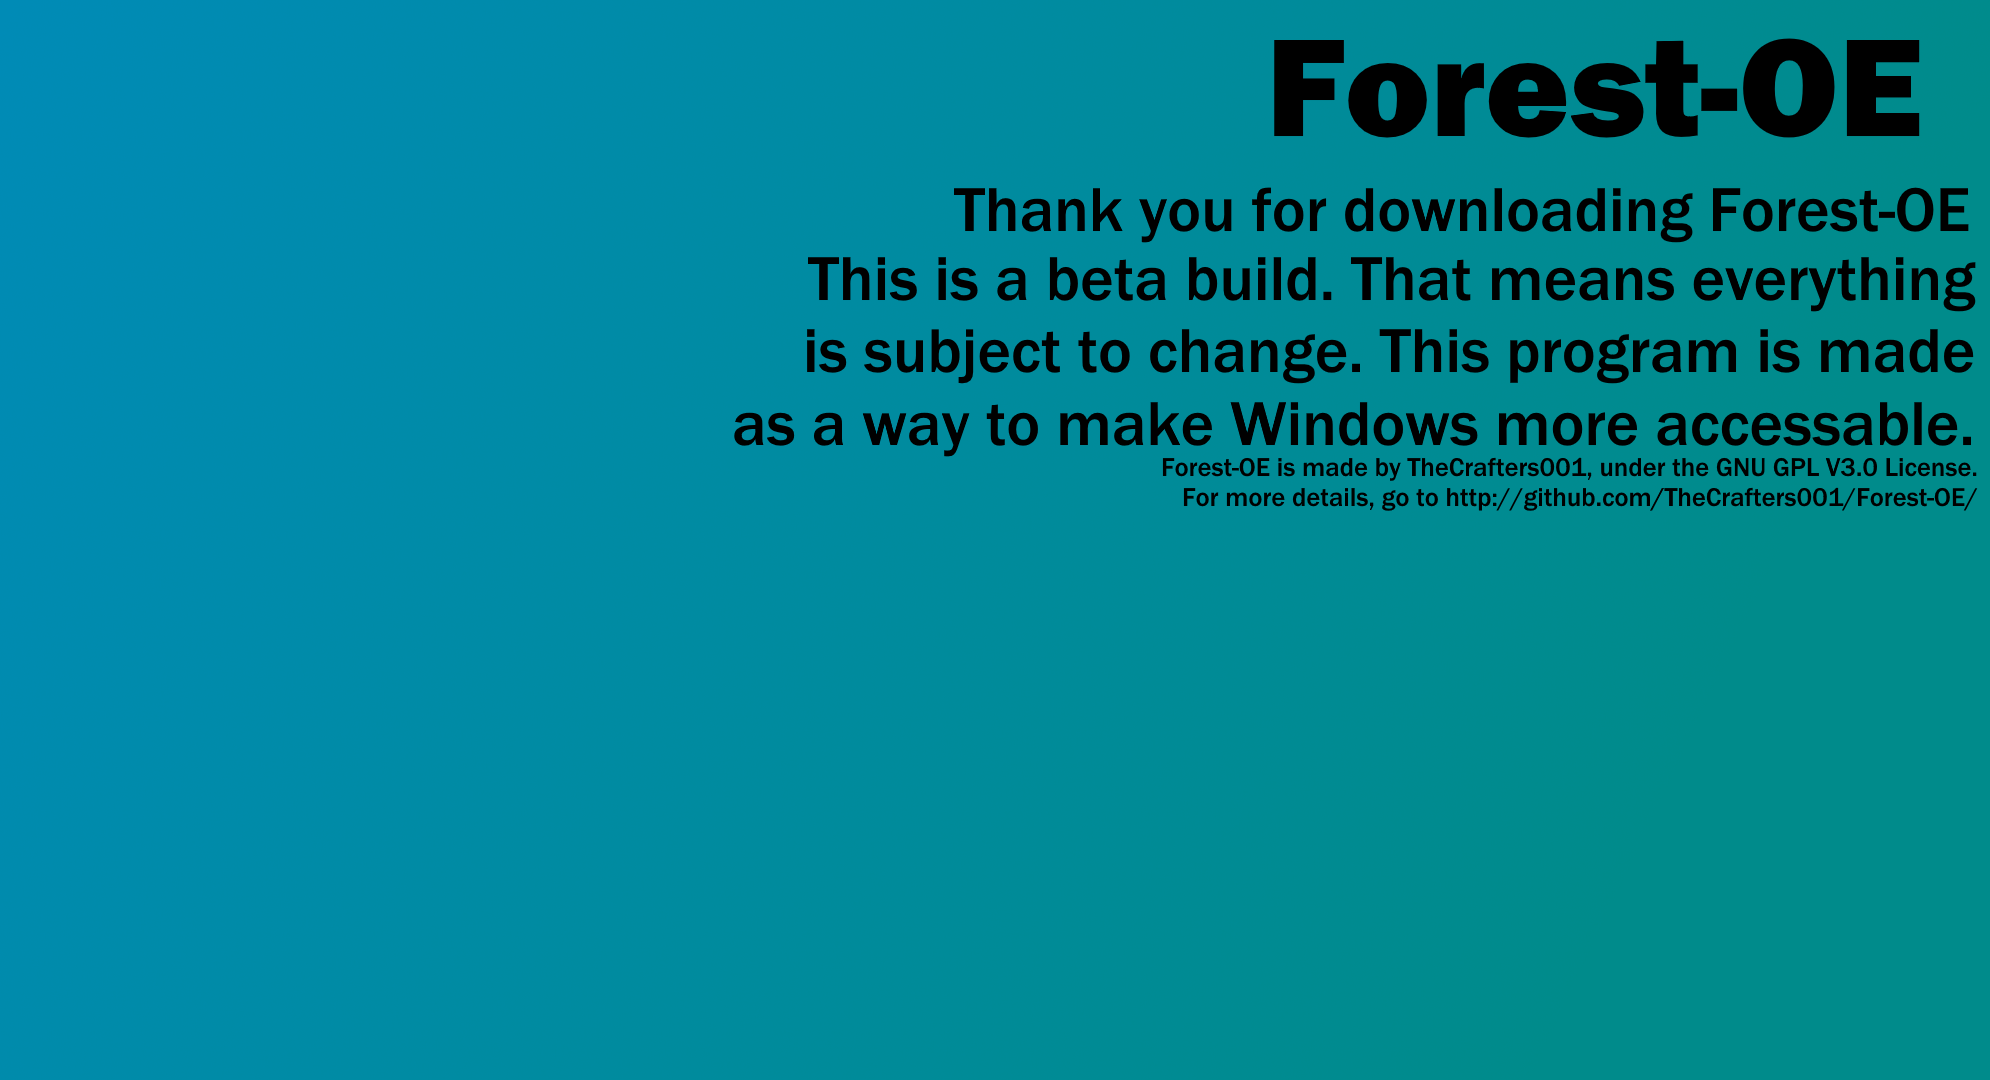 Forest-OE
Thank you for downloading Forest-OE
This is a beta build. That means everything
is subject to change. This program is made
as a way to make Windows more accessable.
Forest-OE is made by TheCrafters001, under the GNU GPL V3.0 License.
For more details, go to http://github.com/TheCrafters001/Forest-OE/